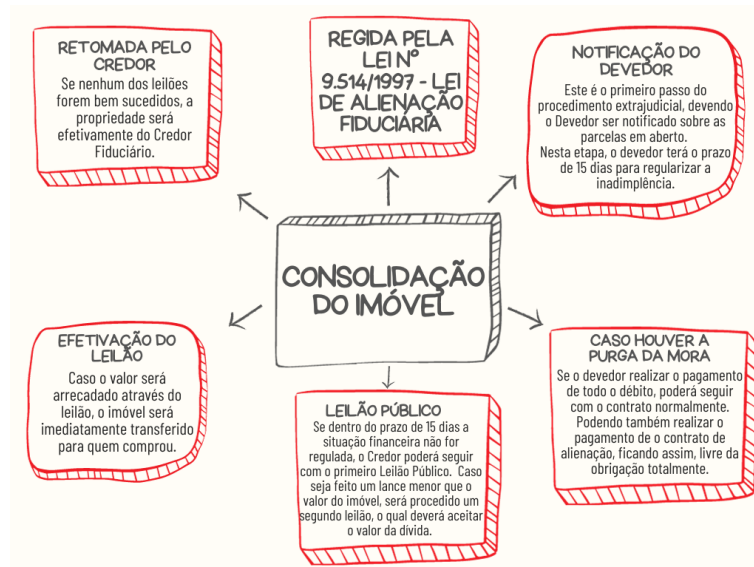 RETOMADA PELO
CREDOR
Se nenhum dos leilões
forem bem sucedidos, a
propriedade será
efetivamente do Credor
Fiduciário.
REGIDA PELA
LEI Nº
9.514/1997 - LEI
DE ALIENAÇÃO
FIDUCIÁRIA
NOTIFICAÇÃO DO
DEVEDOR
Este é o primeiro passo do
procedimento extrajudicial, devendo
o Devedor ser notificado sobre as
parcelas em aberto.
Nesta etapa, o devedor terá o prazo
de 15 dias para regularizar a
inadimplência.
CONSOLIDAÇÃO
DO IMÓVEL
EFETIVAÇÃO DO
LEILÃO
Caso o valor será
arrecadado através do
leilão, o imóvel será
imediatamente transferido
para quem comprou.
LEILÃO PÚBLICO
Se dentro do prazo de 15 dias a
situação financeira não for
regulada, o Credor poderá seguir
com o primeiro Leilão Público. Caso
seja feito um lance menor que o
valor do imóvel, será procedido um
segundo leilão, o qual deverá aceitar
o valor da dívida.
CASO HOUVER A
PURGA DA MORA
Se o devedor realizar o pagamento
de todo o débito, poderá seguir
com o contrato normalmente.
Podendo também realizar o
pagamento de o contrato de
alienação, ficando assim, livre da
obrigação totalmente.